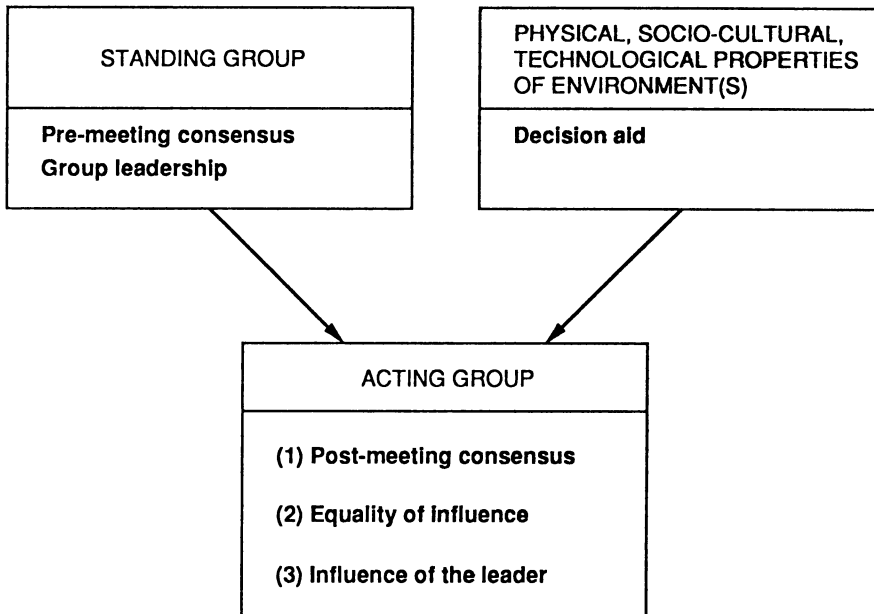 STANDING GROUP
Pre-meeting consensus
Group leadership
PHYSICAL, SOCIO-CULTURAL,
TECHNOLOGICAL PROPERTIES
OF ENVIRONMENT(S)
Decision aid
ACTING GROUP
(1) Post-meeting consensus
(2) Equality of influence
(3) Influence of the leader